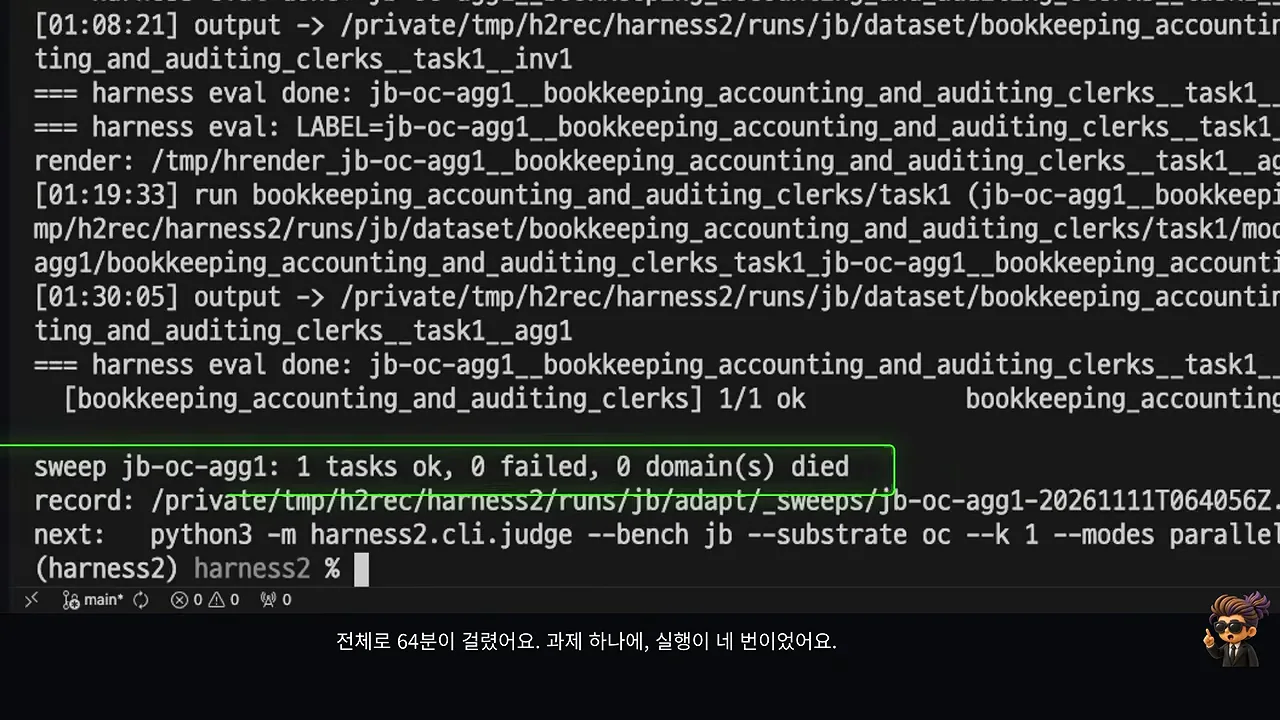 [01:08:21] output -> /private/tmp/h2rec/harness2/runs/jb/dataset/bookkeeping_accountin
ting_and_auditing_clerks__task1__inv1
=== harness eval done: jb-oc-agg1__bookkeeping_accounting_and_auditing_clerks__task1__
=== harness eval: LABEL=jb-oc-agg1__bookkeeping_accounting_and_auditing_clerks__task1_
render: /tmp/hrender_jb-oc-agg1__bookkeeping_accounting_and_auditing_clerks__task1__ag
[01:19:33] run bookkeeping_accounting_and_auditing_clerks/task1 (jb-oc-agg1__bookkeepi
mp/h2rec/harness2/runs/jb/dataset/bookkeeping_accounting_and_auditing_clerks/task1/mod
agg1/bookkeeping_accounting_and_auditing_clerks_task1_jb-oc-agg1__bookkeeping_accounti
[01:30:05] output -> /private/tmp/h2rec/harness2/runs/jb/dataset/bookkeeping_accountin
ting_and_auditing_clerks__task1__agg1
=== harness eval done: jb-oc-agg1__bookkeeping_accounting_and_auditing_clerks__task1__
[bookkeeping_accounting_and_auditing_clerks] 1/1 ok bookkeeping_accounting
sweep jb-oc-agg1: 1 tasks ok, 0 failed, 0 domain(s) died
record: /private/tmp/h2rec/harness2/runs/jb/adapt/_sweeps/jb-oc-agg1-20261111T064056Z.
next: python3 -m harness2.cli.judge --bench jb --substrate oc --k 1 --modes parallel
(harness2) harness2 %
main* 0 0 0
전체로 64분이 걸렸어요. 과제 하나에, 실행이 네 번이었어요.